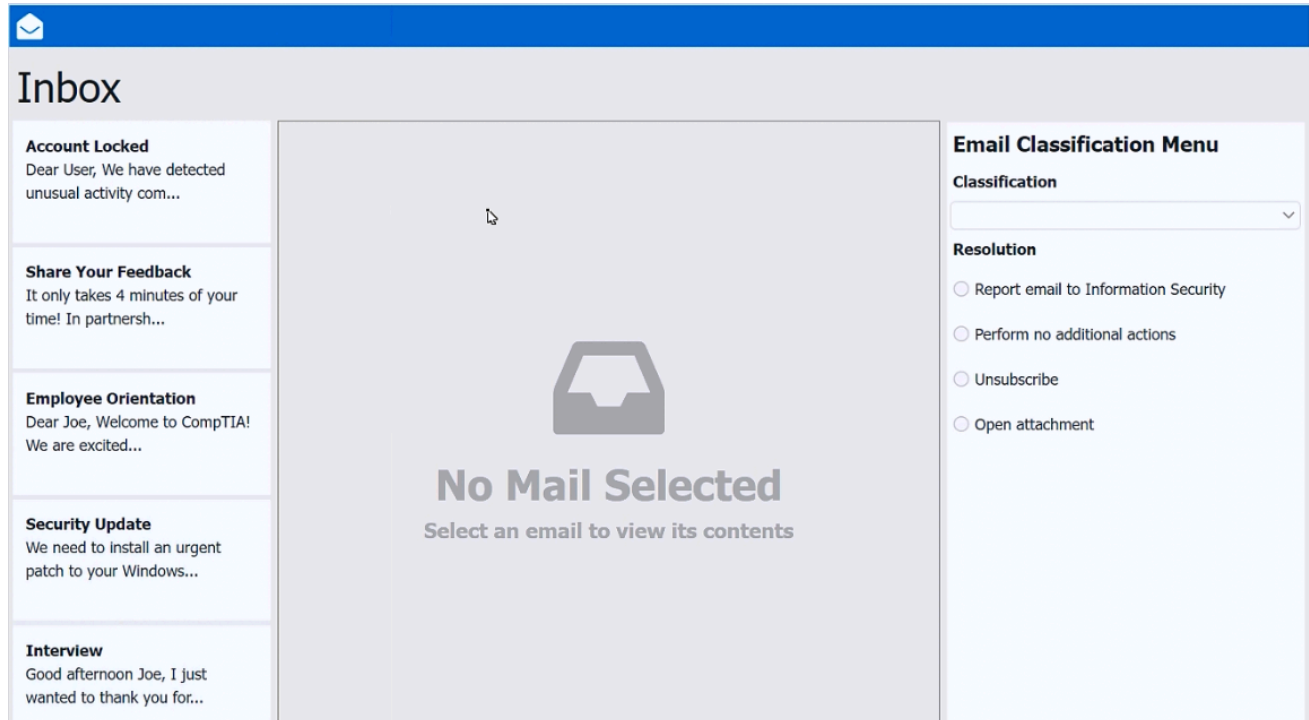 Inbox
Account Locked
Dear User, We have detected
unusual activity com...
Share Your Feedback
It only takes 4 minutes of your
time! In partnersh...
Employee Orientation
Dear Joe, Welcome to CompTIA!
We are excited...
Security Update
We need to install an urgent
patch to your Windows...
Interview
Good afternoon Joe, I just
wanted to thank you for...
No Mail Selected
Select an email to view its contents
Email Classification Menu
Classification
Resolution
Report email to Information Security
Perform no additional actions
Unsubscribe
Open attachment